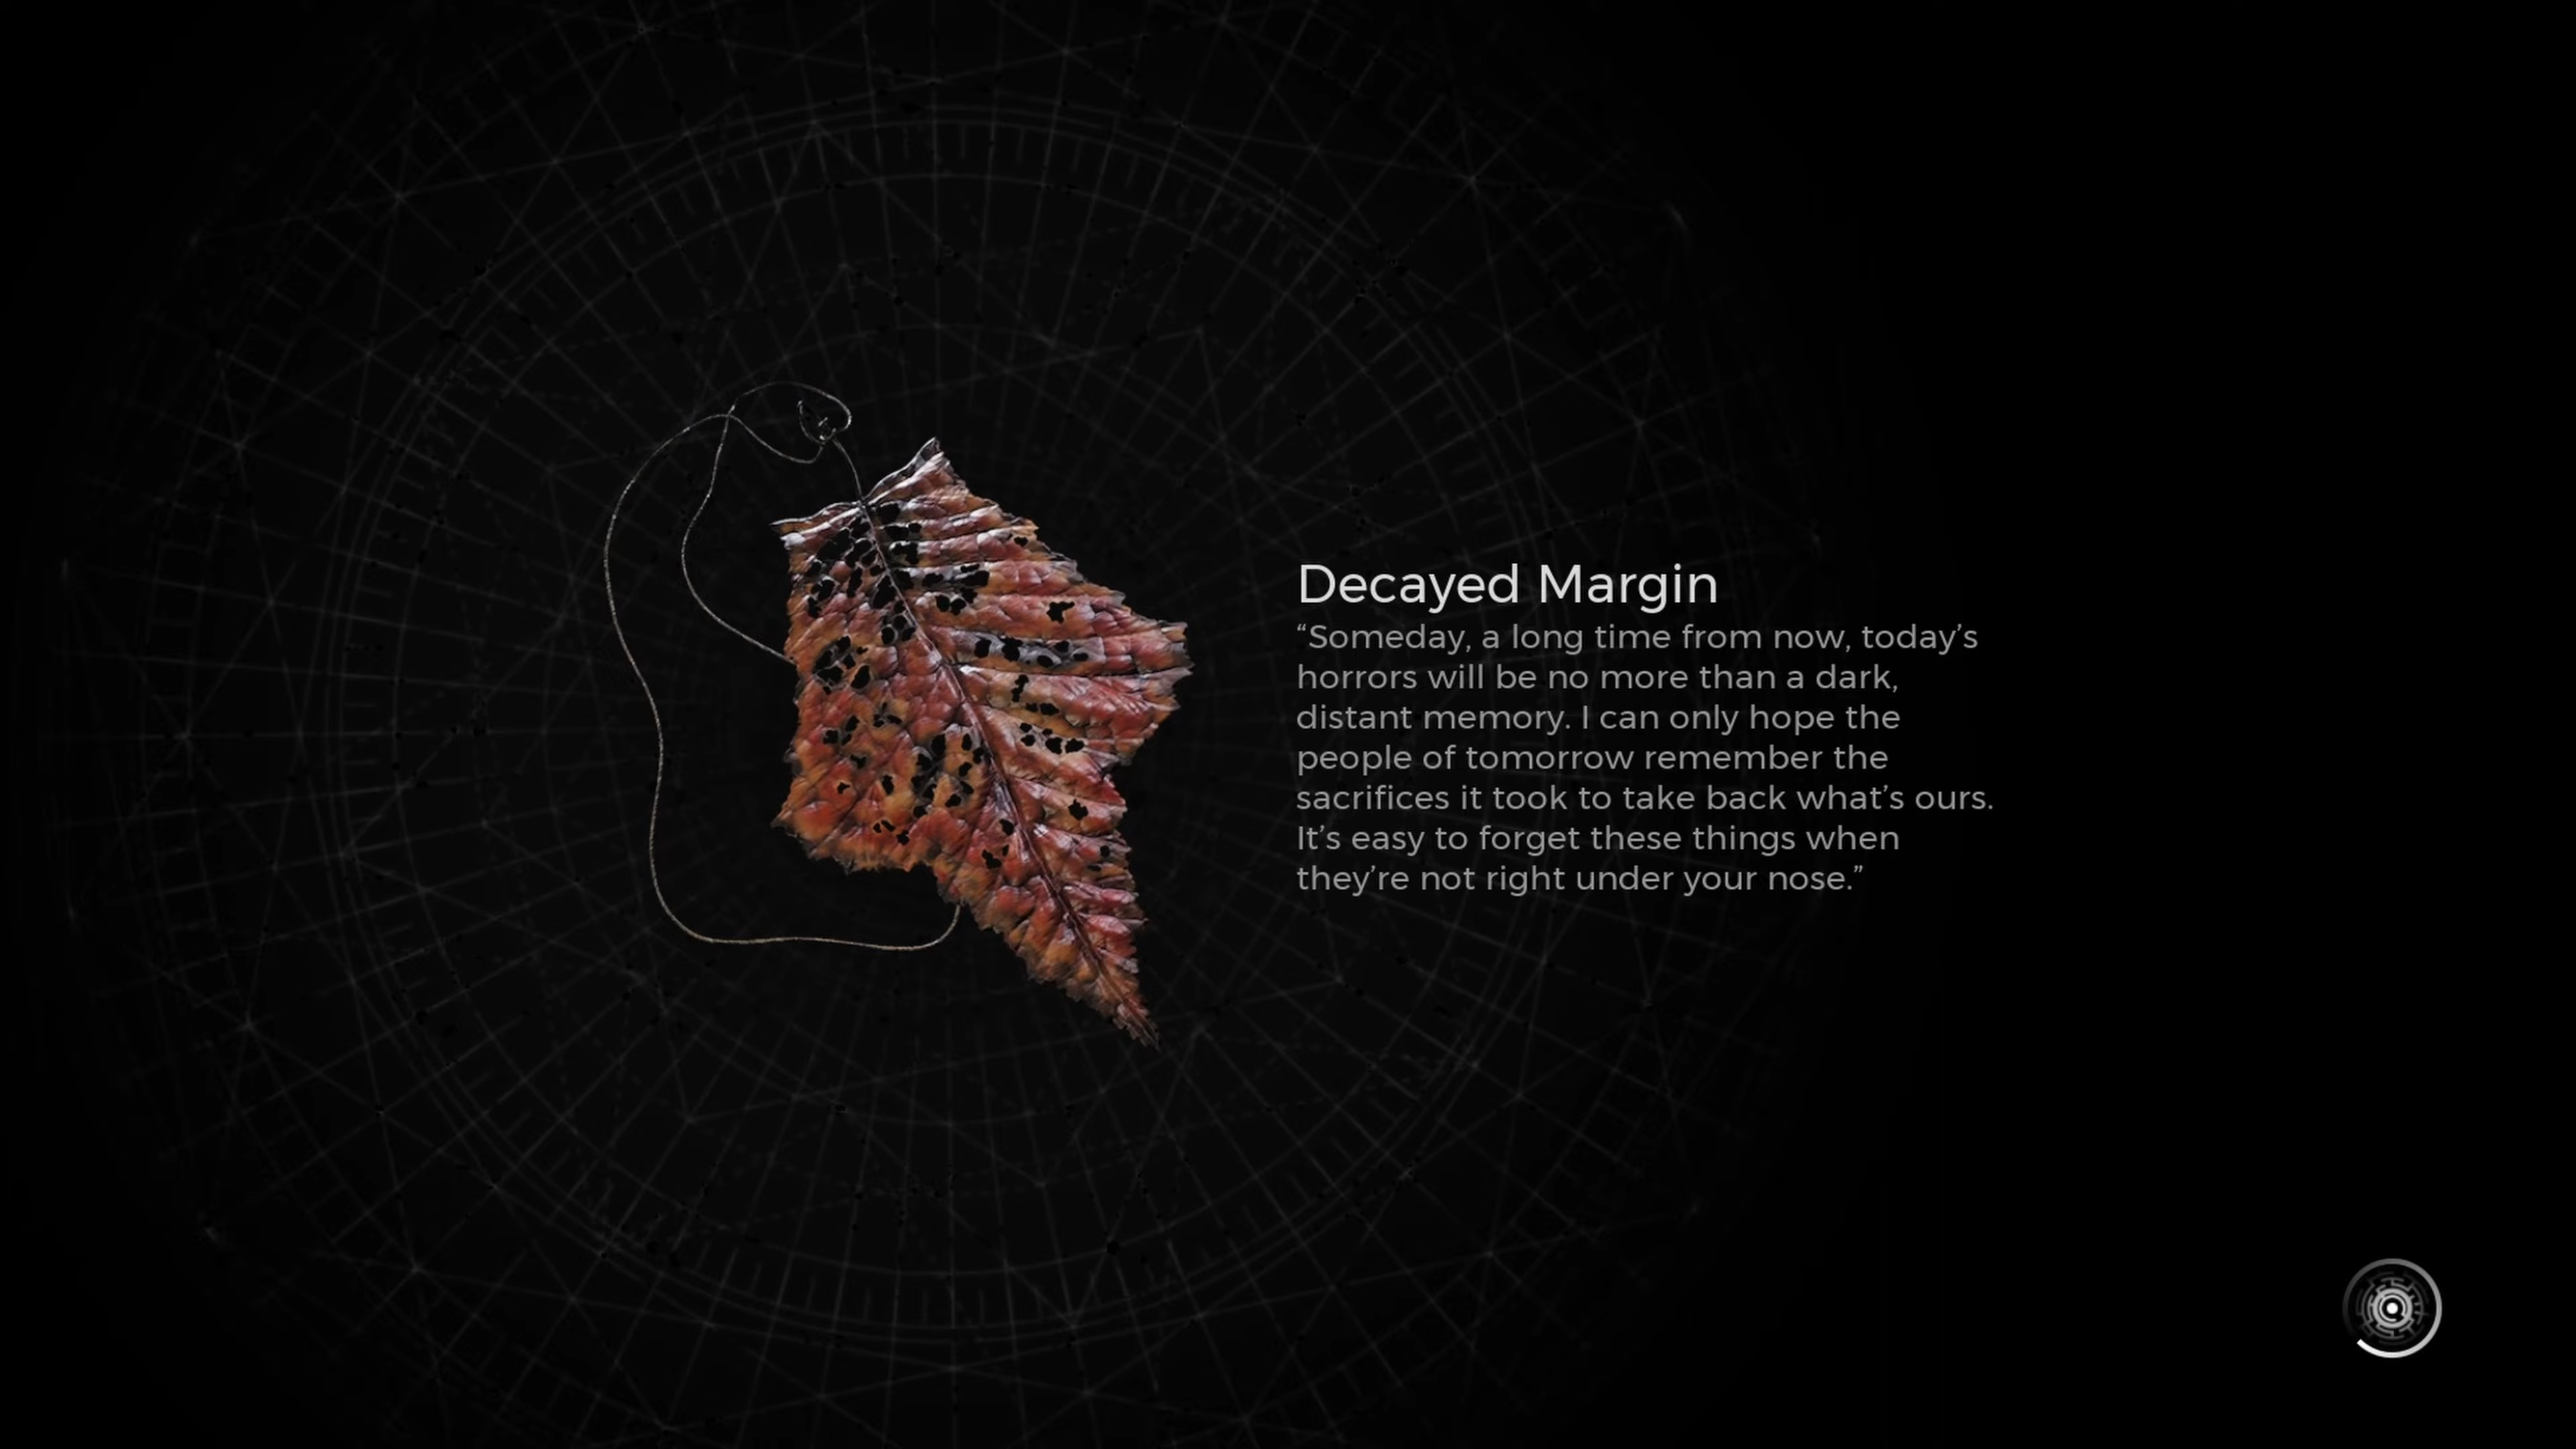 Decayed Margin
“Someday, a long time from now, today’s
horrors will be no more than a dark,
distant memory. I can only hope the
people of tomorrow remember the
sacrifices it took to take back what’s ours.
It’s easy to forget these things when
they’re not right under your nose.”